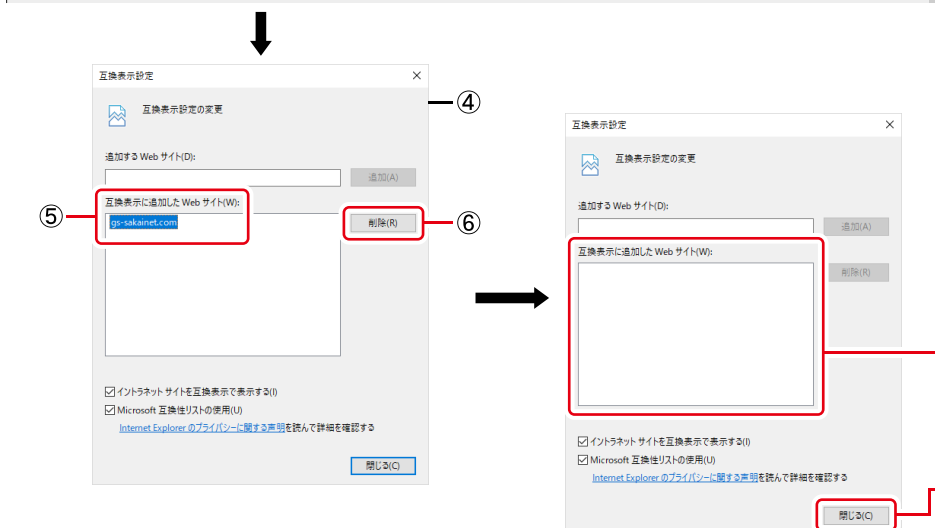 互換表示設定
④
互換表示設定の変更
追加する Web サイト(D):
追加(A)
⑤
互換表示に追加した Web サイト(W):
gs-sakainet.com
削除(R)
⑥
イントラネット サイトを互換表示で表示する(I)
Microsoft 互換性リストの使用(U)
Internet Explorer のプライバシーに関する声明を読んで詳細を確認する
閉じる(C)
互換表示設定
互換表示設定の変更
追加する Web サイト(D):
追加(A)
互換表示に追加した Web サイト(W):
削除(R)
イントラネット サイトを互換表示で表示する(I)
Microsoft 互換性リストの使用(U)
Internet Explorer のプライバシーに関する声明を読んで詳細を確認する
閉じる(C)